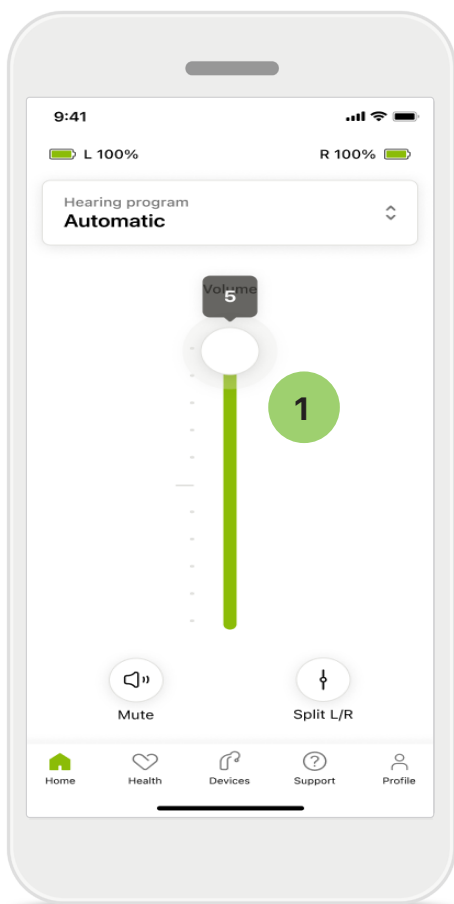 9:41
L 100%
R 100%
Hearing program
Automatic
Volume
5
1
Mute
Split L/R
Home
Health
Devices
Support
Profile